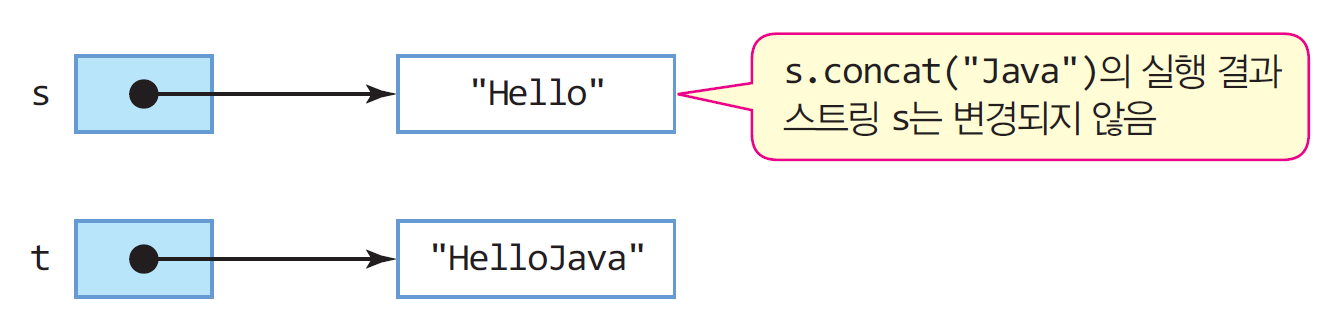 s
"Hello"
s.concat("Java")의 실행 결과
스트링 s는 변경되지 않음
t
"HelloJava"